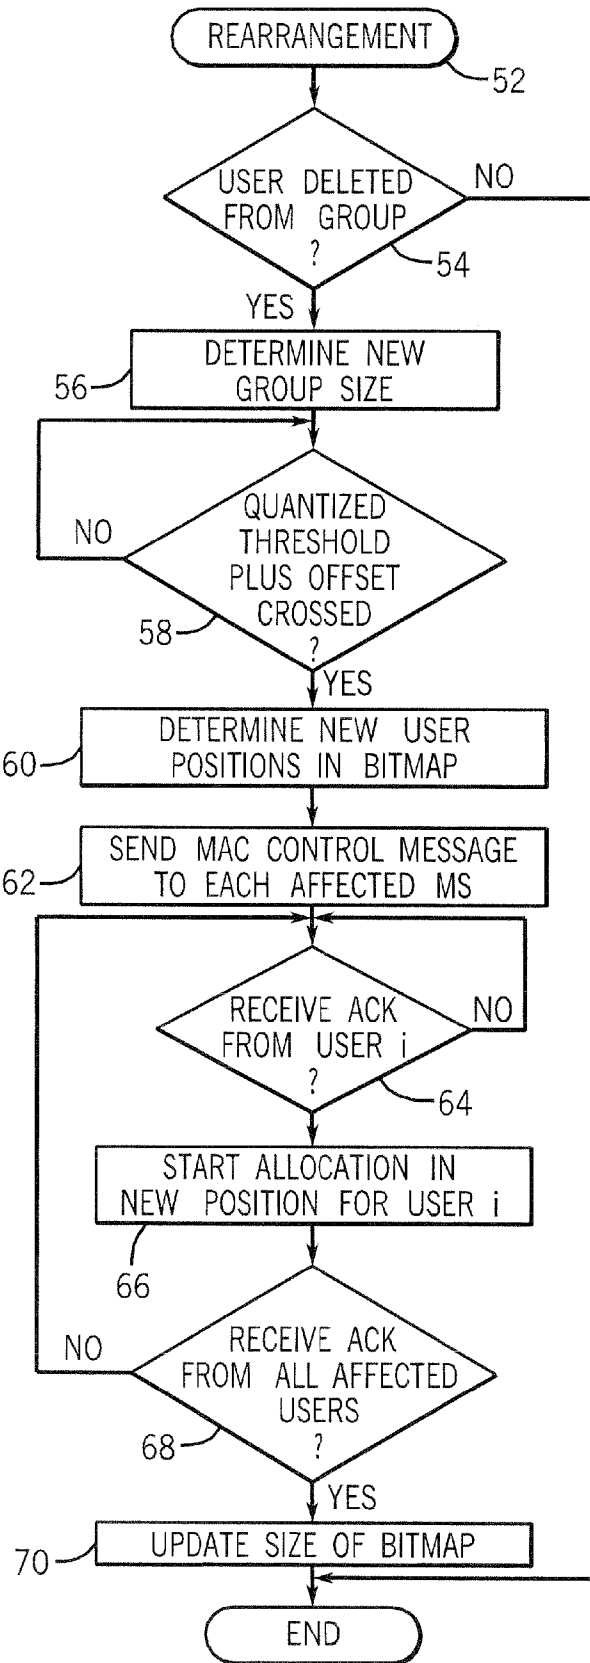 REARRANGEMENT
52
USER DELETED
FROM GROUP
?
NO
54
YES
DETERMINE NEW
GROUP SIZE
56
QUANTIZED
THRESHOLD
PLUS OFFSET
CROSSED
?
NO
58
YES
DETERMINE NEW USER
POSITIONS IN BITMAP
60
SEND MAC CONTROL MESSAGE
TO EACH AFFECTED MS
62
RECEIVE ACK
FROM USER i
?
NO
64
START ALLOCATION IN
NEW POSITION FOR USER i
66
RECEIVE ACK
FROM ALL AFFECTED
USERS
?
NO
68
YES
UPDATE SIZE OF BITMAP
70
END